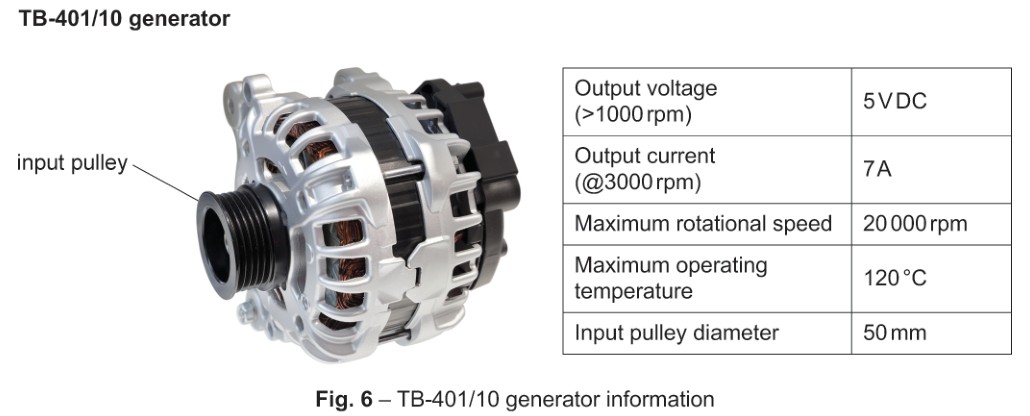 TB-401/10 generator
input pulley
Output voltage
(>1000 rpm)
5 V DC
Output current
(@3000 rpm)
7 A
Maximum rotational speed
20 000 rpm
Maximum operating
temperature
120 °C
Input pulley diameter
50 mm
Fig. 6 – TB-401/10 generator information